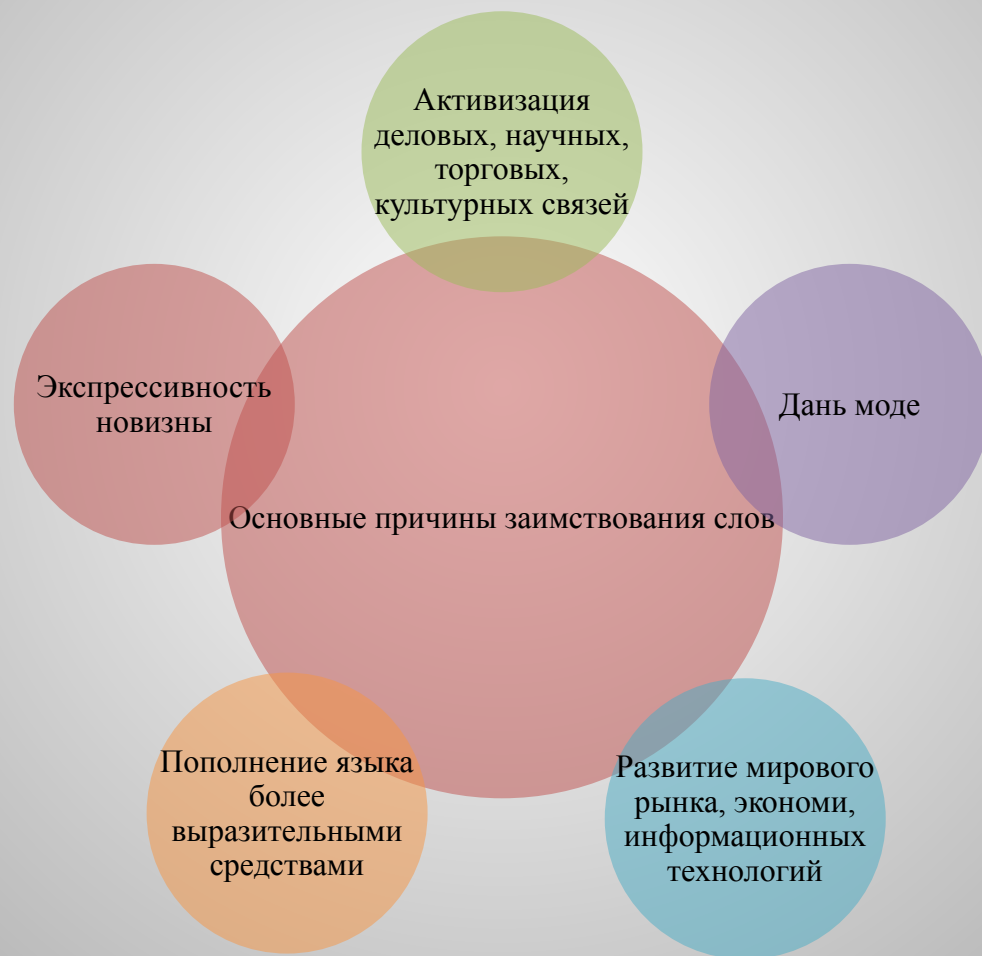 Активизация
деловых, научных,
торговых,
культурных связей
Экспрессивность
новизны
Дань моде
Основные причины заимствования слов
Пополнение языка
более
выразительными
средствами
Развитие мирового
рынка, экономи,
информационных
технологий